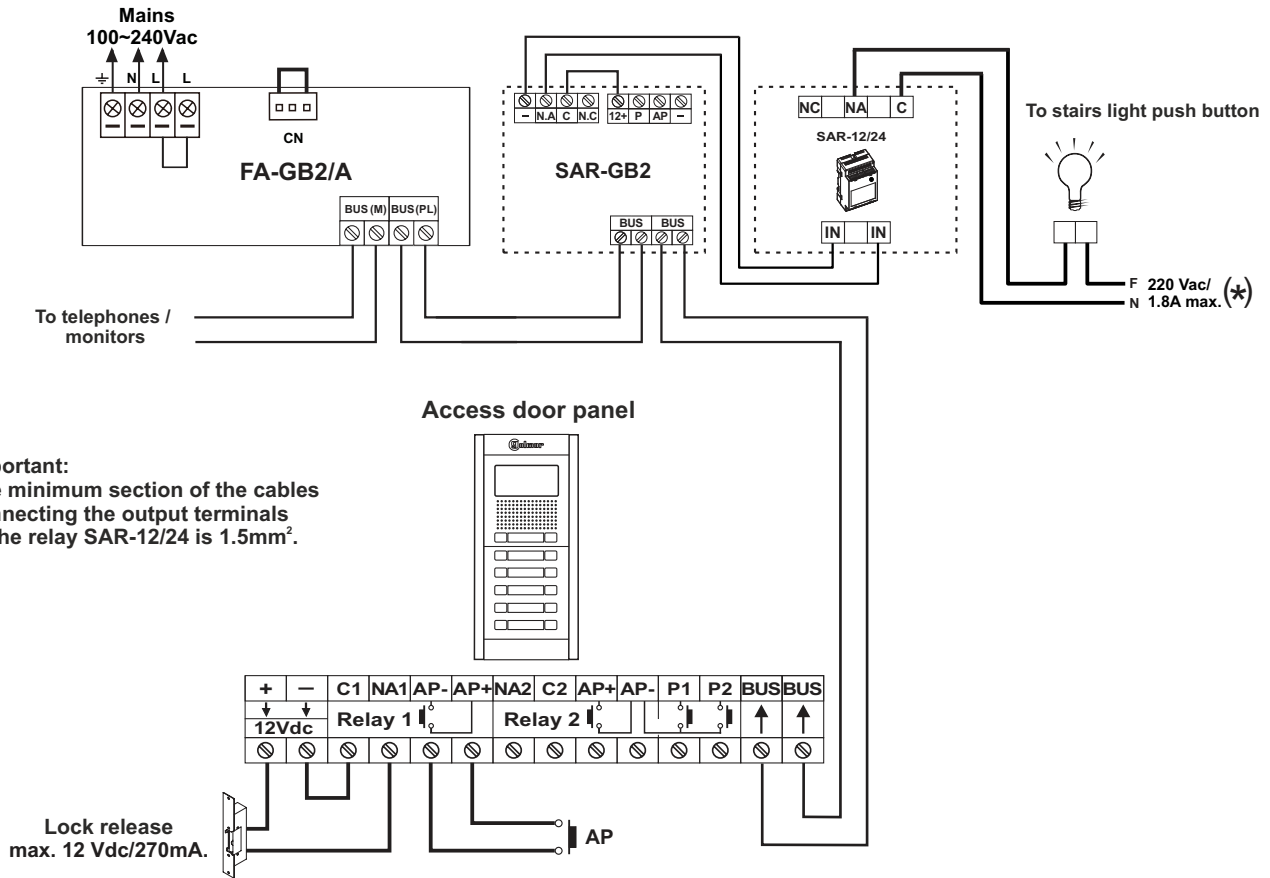 Mains
100~240Vac
N L L
CN
FA-GB2/A
BUS (M) BUS (PL)
To telephones /
monitors
– N.A C N.C 12+ P AP –
SAR-GB2
BUS BUS
NC NA C
SAR-12/24
IN IN
To stairs light push button
F 220 Vac/
N 1.8A max. (*)
Access door panel
Golmar
portant:
e minimum section of the cables
nnecting the output terminals
he relay SAR-12/24 is 1.5mm².
+ – C1 NA1 AP- AP+ NA2 C2 AP+ AP- P1 P2 BUS BUS
12Vdc Relay 1 Relay 2
Lock release
max. 12 Vdc/270mA.
AP